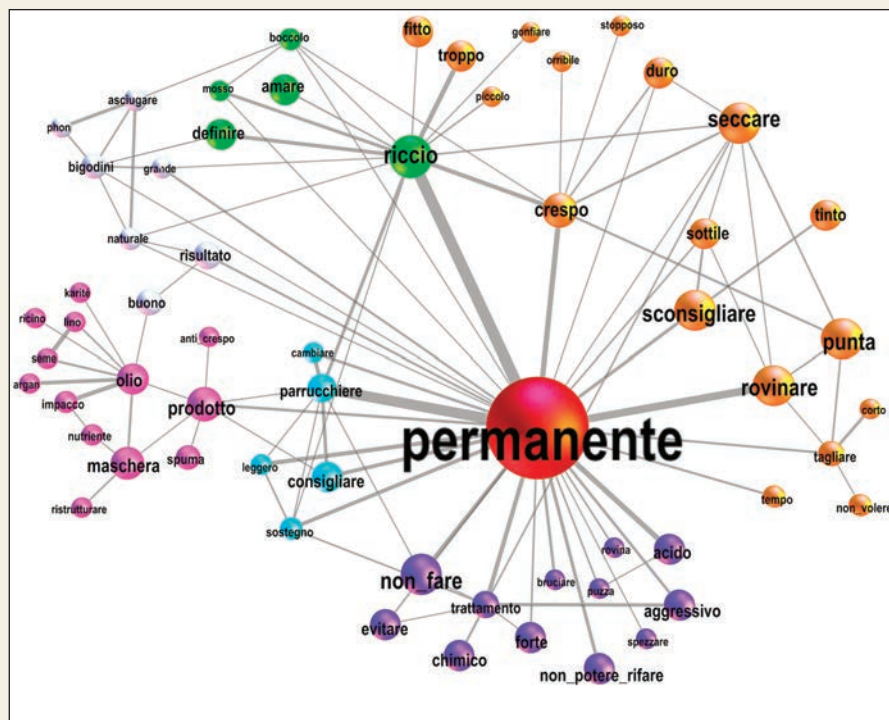 boccolo
fitto
gonfiare
stopposo
troppo
orribile
duro
mosso
amare
asciugare
piccolo
seccare
phon
definire
riccio
bigodini
grande
crespo
tinto
sottile
naturale
risultato
karitè
buono
sconsigliare
ricino
lino
anti_crespo
punta
seme
cambiare
argan
olio
parrucchiere
rovinare
impacco
prodotto
corto
nutriente
permanente
maschera
spuma
leggero
consigliare
tagliare
tempo
ristrutturare
sostegno
non_volere
rovina
acido
non_fare
bruciare
puzza
trattamento
aggressivo
evitare
forte
spezzare
chimico
non_potere_rifare